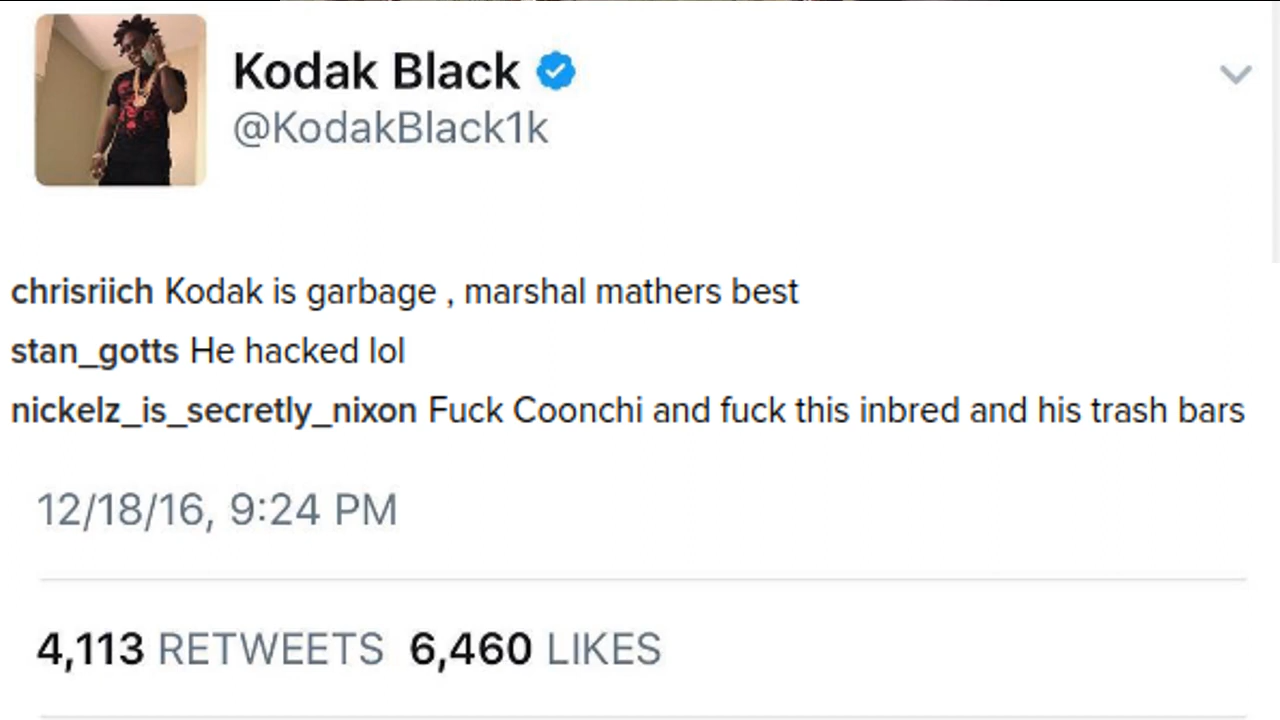 Kodak Black
@KodakBlack1k
chrisriich Kodak is garbage , marshal mathers best
stan_gotts He hacked lol
nickelz_is_secretly_nixon Fuck Coonchi and fuck this inbred and his trash bars
12/18/16, 9:24 PM
4,113 RETWEETS 6,460 LIKES